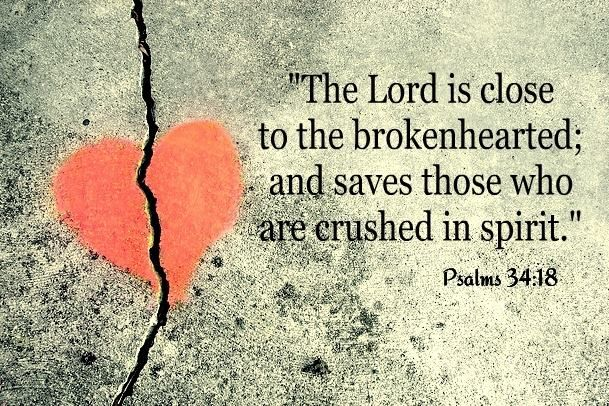 "The Lord is close
to the brokenhearted;
and saves those who
are crushed in spirit."
Psalms 34:18